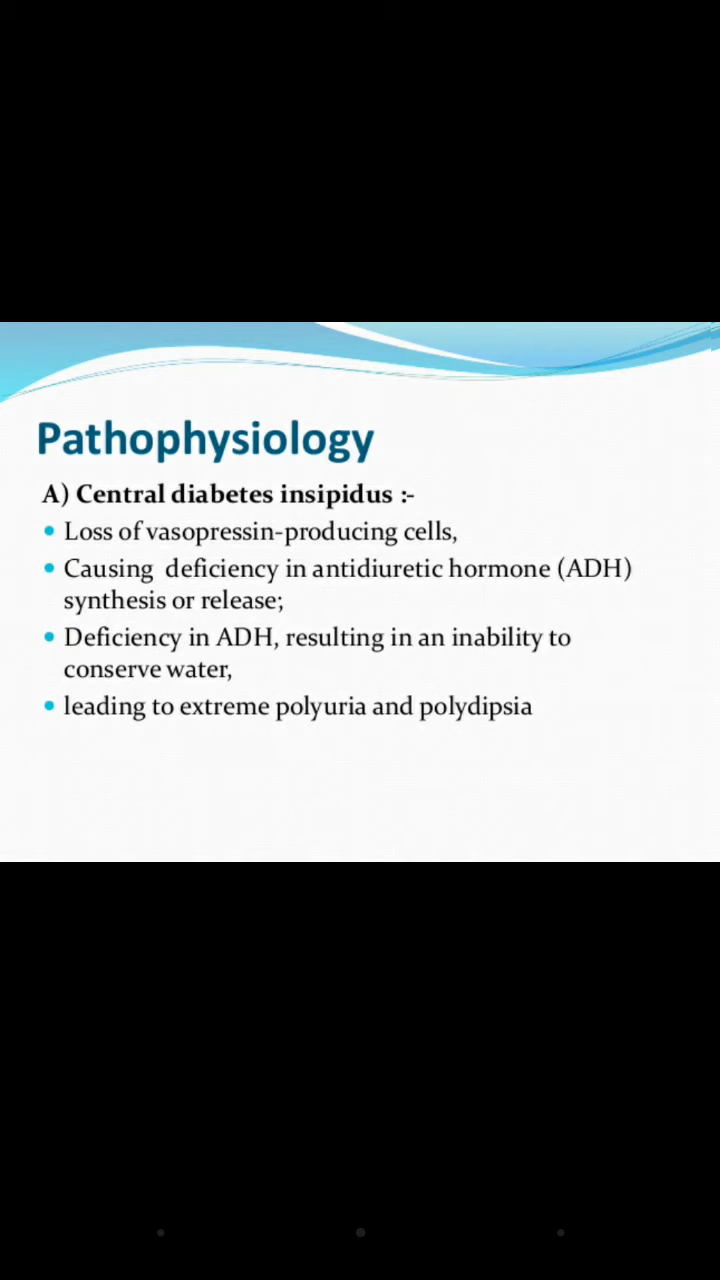 Pathophysiology
A) Central diabetes insipidus :-
• Loss of vasopressin-producing cells,
• Causing  deficiency in antidiuretic hormone (ADH)
synthesis or release;
• Deficiency in ADH, resulting in an inability to
conserve water,
• leading to extreme polyuria and polydipsia